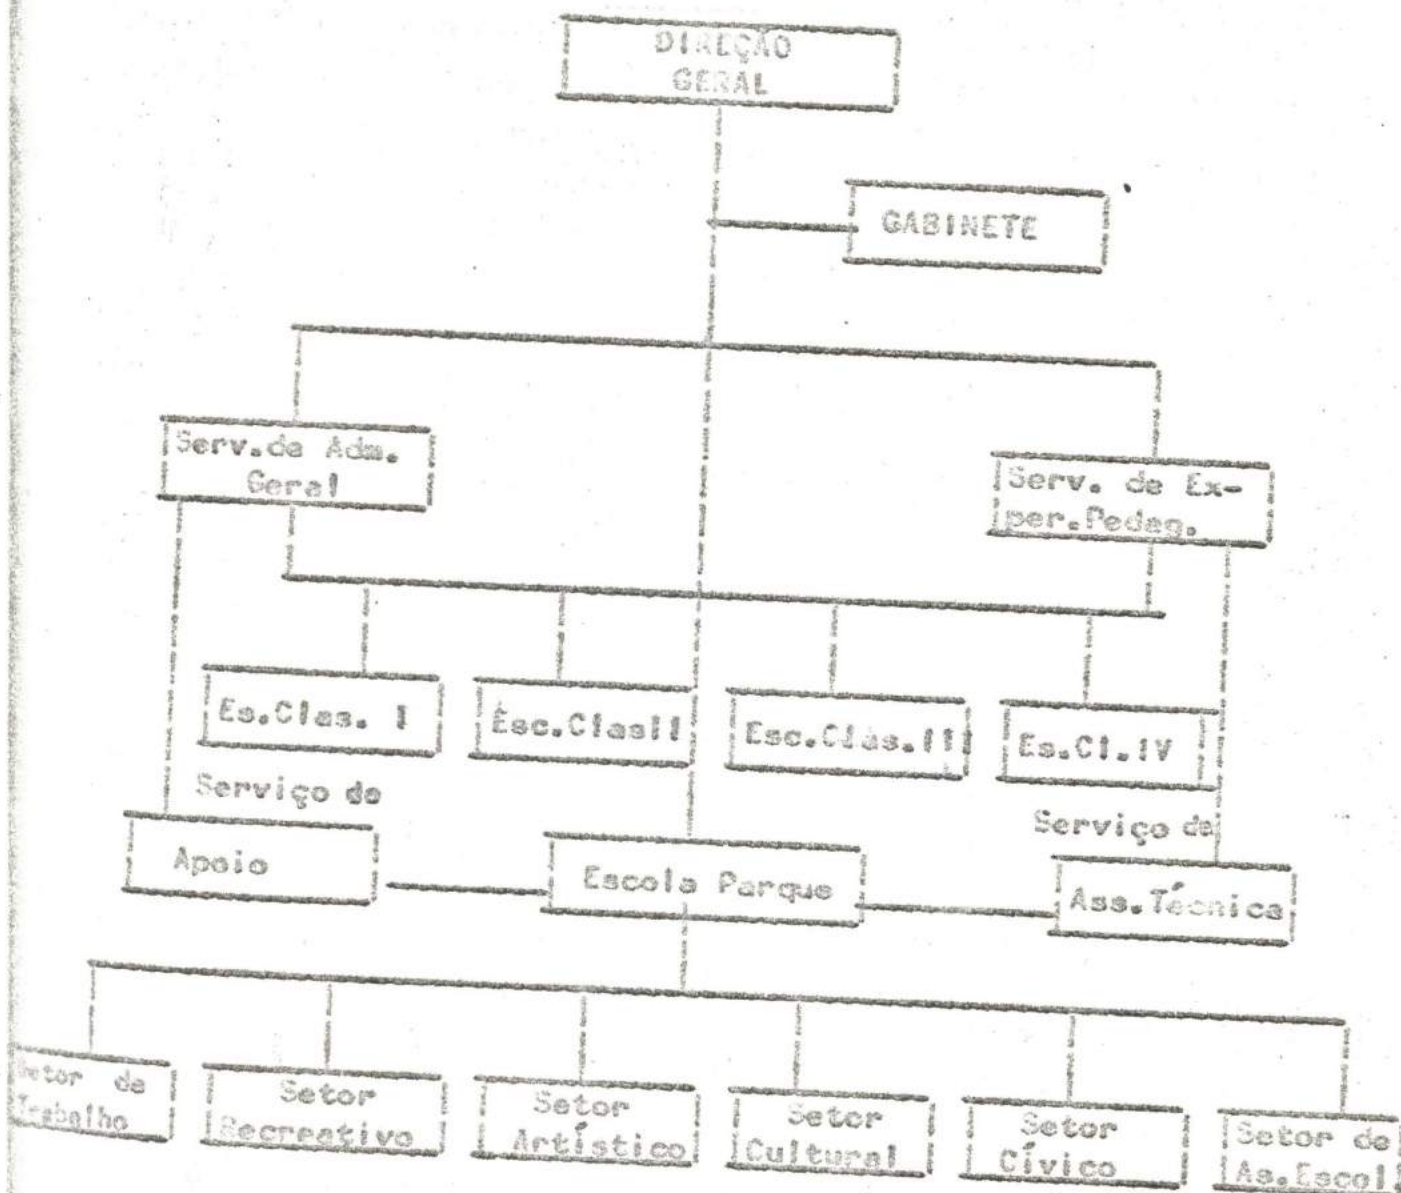 DIREÇÃO
GERAL
GABINETE
Serv.de Adm.
Geral
Serv. de Ex-
per.Pedag.
Es.Clas. I
Esc.ClasII
Esc.Clas.III
Es.Cl.IV
Serviço de
Apoio
Escola Parque
Serviço de
Ass.Técnica
Setor de
Trabalho
Setor
Recreativo
Setor
Artístico
Setor
Cultural
Setor
Cívico
Setor de
As.Escol